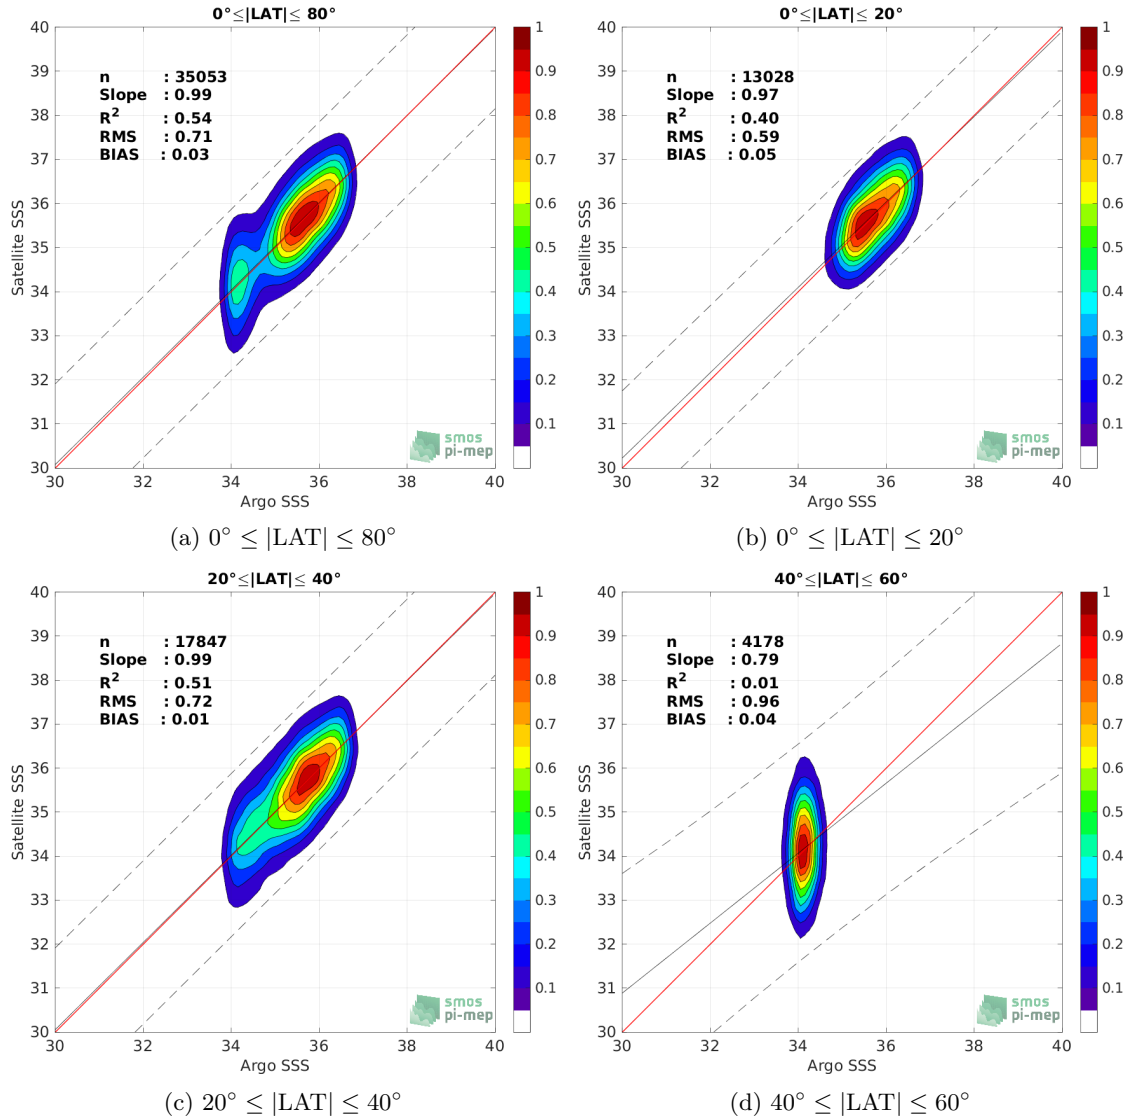 0°≤|LAT|≤ 80°
n : 35053
Slope : 0.99
R² : 0.54
RMS : 0.71
BIAS : 0.03
40
39
38
37
36
35
34
33
32
31
30
Satellite SSS
30 32 34 36 38 40
Argo SSS
1
0.9
0.8
0.7
0.6
0.5
0.4
0.3
0.2
0.1
smos
pi-mep
(a) 0° ≤ |LAT| ≤ 80°
0°≤|LAT|≤ 20°
n : 13028
Slope : 0.97
R² : 0.40
RMS : 0.59
BIAS : 0.05
40
39
38
37
36
35
34
33
32
31
30
Satellite SSS
30 32 34 36 38 40
Argo SSS
1
0.9
0.8
0.7
0.6
0.5
0.4
0.3
0.2
0.1
smos
pi-mep
(b) 0° ≤ |LAT| ≤ 20°
20°≤|LAT|≤ 40°
n : 17847
Slope : 0.99
R² : 0.51
RMS : 0.72
BIAS : 0.01
40
39
38
37
36
35
34
33
32
31
30
Satellite SSS
30 32 34 36 38 40
Argo SSS
1
0.9
0.8
0.7
0.6
0.5
0.4
0.3
0.2
0.1
smos
pi-mep
(c) 20° ≤ |LAT| ≤ 40°
40°≤|LAT|≤ 60°
n : 4178
Slope : 0.79
R² : 0.01
RMS : 0.96
BIAS : 0.04
40
39
38
37
36
35
34
33
32
31
30
Satellite SSS
30 32 34 36 38 40
Argo SSS
1
0.9
0.8
0.7
0.6
0.5
0.4
0.3
0.2
0.1
smos
pi-mep
(d) 40° ≤ |LAT| ≤ 60°